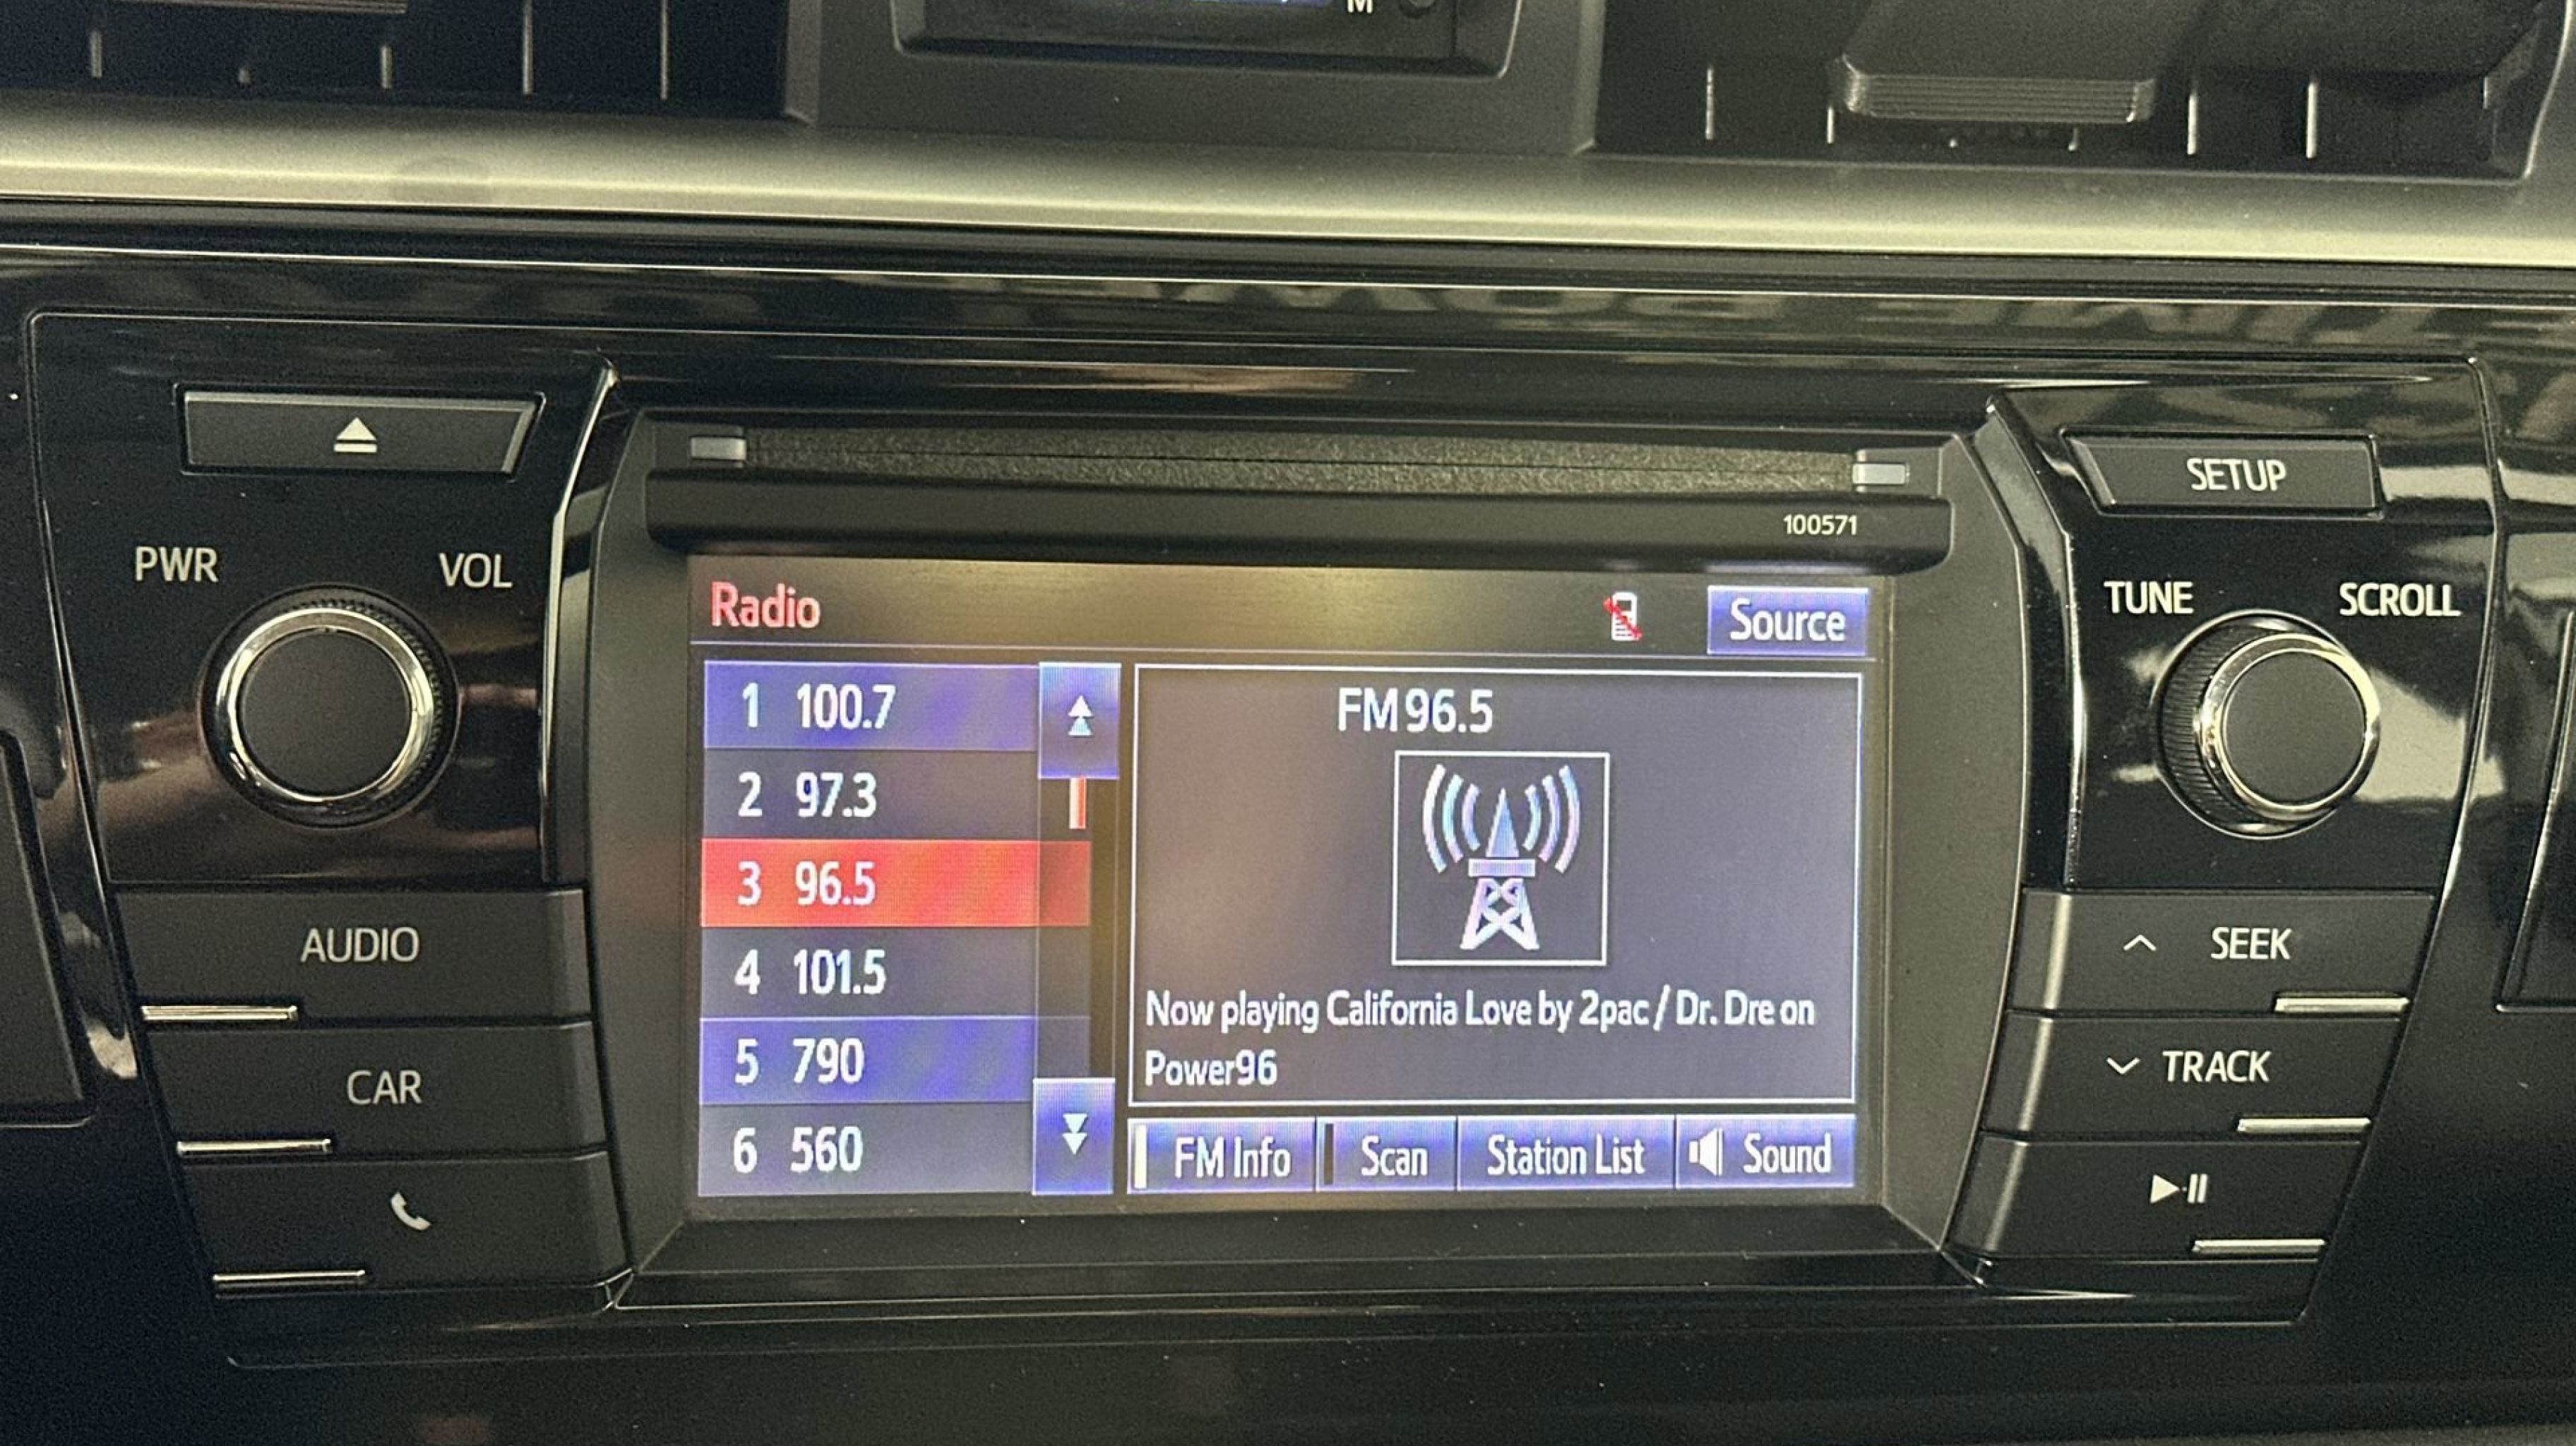 M
PWR VOL
AUDIO
CAR
100571
Radio
Source
1 100.7
2 97.3
3 96.5
4 101.5
5 790
6 560
FM 96.5
Now playing California Love by 2pac / Dr. Dre on
Power96
FM Info
Scan
Station List
Sound
SETUP
TUNE SCROLL
SEEK
TRACK